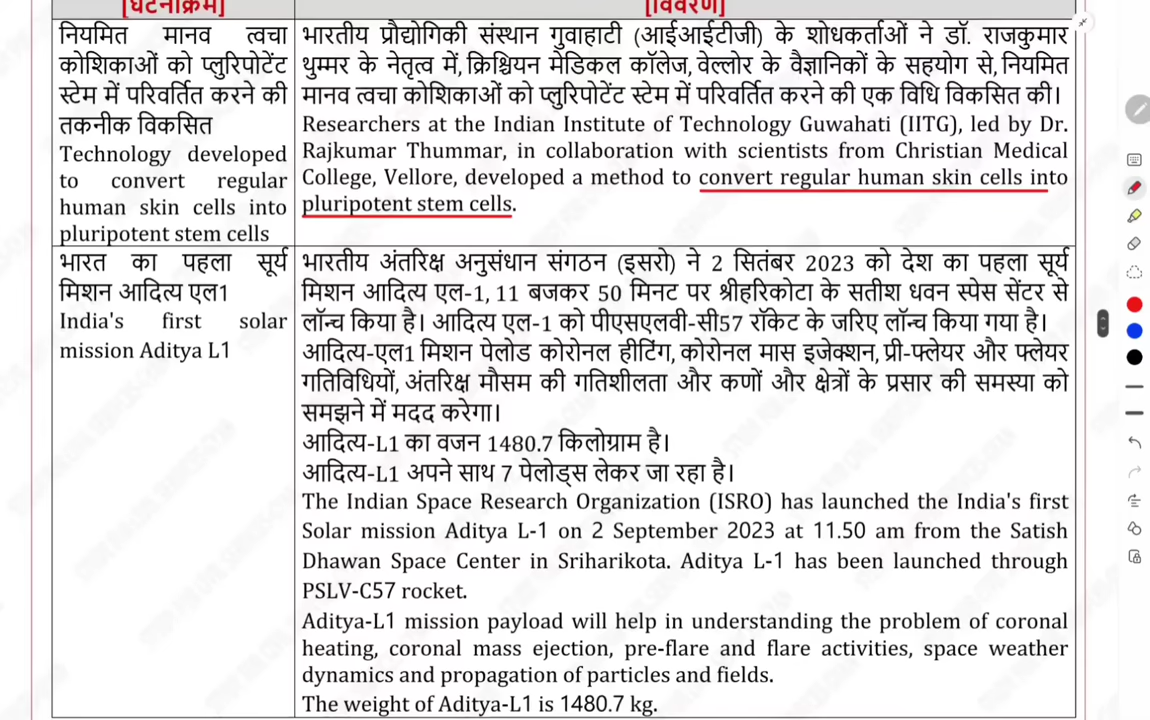 [घटनाक्रम]
[विवरण]
नियमित मानव त्वचा
कोशिकाओं को प्लुरिपोटेंट
स्टेम में परिवर्तित करने की
तकनीक विकसित
Technology developed
to convert regular
human skin cells into
pluripotent stem cells
भारतीय प्रौद्योगिकी संस्थान गुवाहाटी (आईआईटीजी) के शोधकर्ताओं ने डॉ. राजकुमार
थुम्मर के नेतृत्व में, क्रिश्चियन मेडिकल कॉलेज, वेल्लोर के वैज्ञानिकों के सहयोग से, नियमित
मानव त्वचा कोशिकाओं को प्लुरिपोटेंट स्टेम में परिवर्तित करने की एक विधि विकसित की।
Researchers at the Indian Institute of Technology Guwahati (IITG), led by Dr.
Rajkumar Thummar, in collaboration with scientists from Christian Medical
College, Vellore, developed a method to convert regular human skin cells into
pluripotent stem cells.
भारत का पहला सूर्य
मिशन आदित्य एल1
India's first solar
mission Aditya L1
भारतीय अंतरिक्ष अनुसंधान संगठन (इसरो) ने 2 सितंबर 2023 को देश का पहला सूर्य
मिशन आदित्य एल-1, 11 बजकर 50 मिनट पर श्रीहरिकोटा के सतीश धवन स्पेस सेंटर से
लॉन्च किया है। आदित्य एल-1 को पीएसएलवी-सी57 रॉकेट के जरिए लॉन्च किया गया है।
आदित्य-एल1 मिशन पेलोड कोरोनल हीटिंग, कोरोनल मास इजेक्शन, प्री-फ्लेयर और फ्लेयर
गतिविधियों, अंतरिक्ष मौसम की गतिशीलता और कणों और क्षेत्रों के प्रसार की समस्या को
समझने में मदद करेगा।
आदित्य-L1 का वजन 1480.7 किलोग्राम है।
आदित्य-L1 अपने साथ 7 पेलोड्स लेकर जा रहा है।
The Indian Space Research Organization (ISRO) has launched the India's first
Solar mission Aditya L-1 on 2 September 2023 at 11.50 am from the Satish
Dhawan Space Center in Sriharikota. Aditya L-1 has been launched through
PSLV-C57 rocket.
Aditya-L1 mission payload will help in understanding the problem of coronal
heating, coronal mass ejection, pre-flare and flare activities, space weather
dynamics and propagation of particles and fields.
The weight of Aditya-L1 is 1480.7 kg.